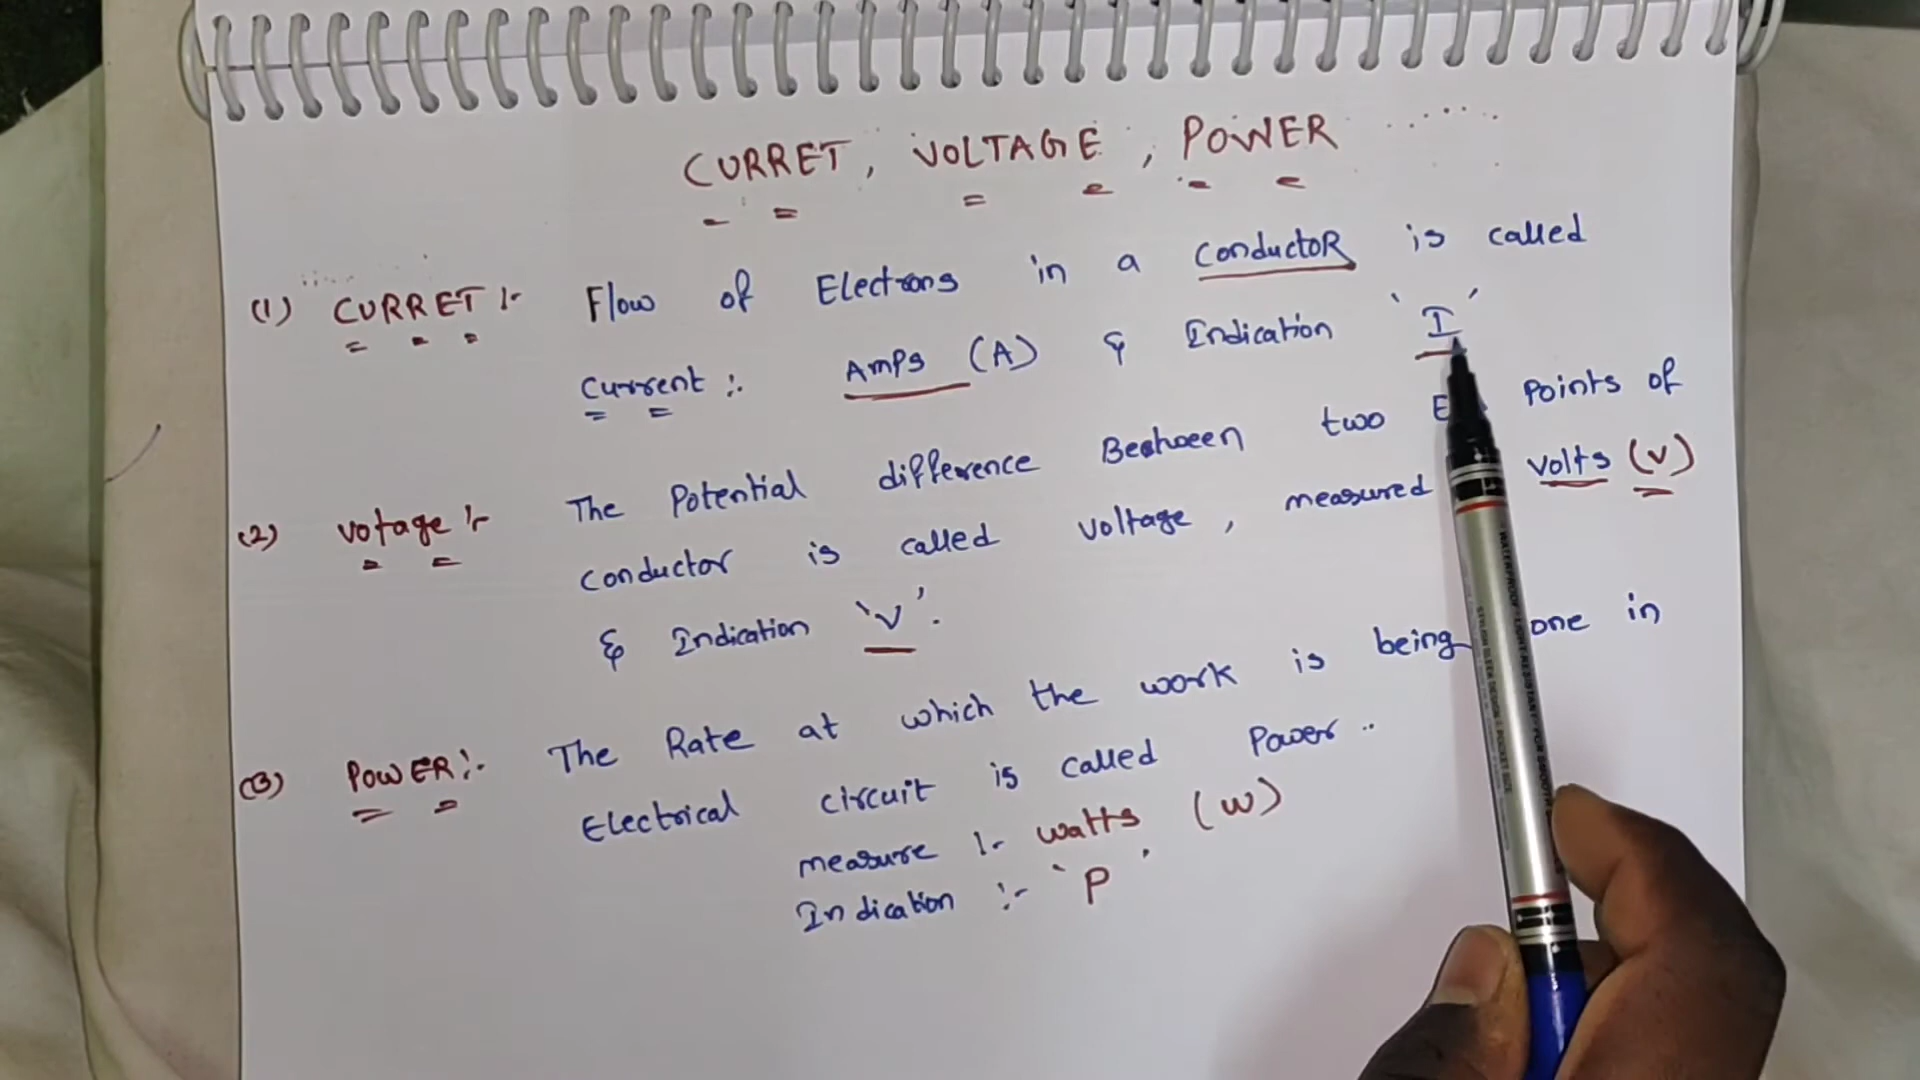 CURRET, VOLTAGE, POWER
(1) CURRET :- Flow of Electrons in a conductoR is called
current :. Amps (A) & Indication 'I'
(2) votage :- The Potential difference Beetween two Points of
conductor is called voltage, measured volts (V)
& Indication 'V'.
(3) POWER :- The Rate at which the work is being one in
Electrical circuit is called Power ..
measure :- watts (W)
Indication :- 'P'
WATERPROOF